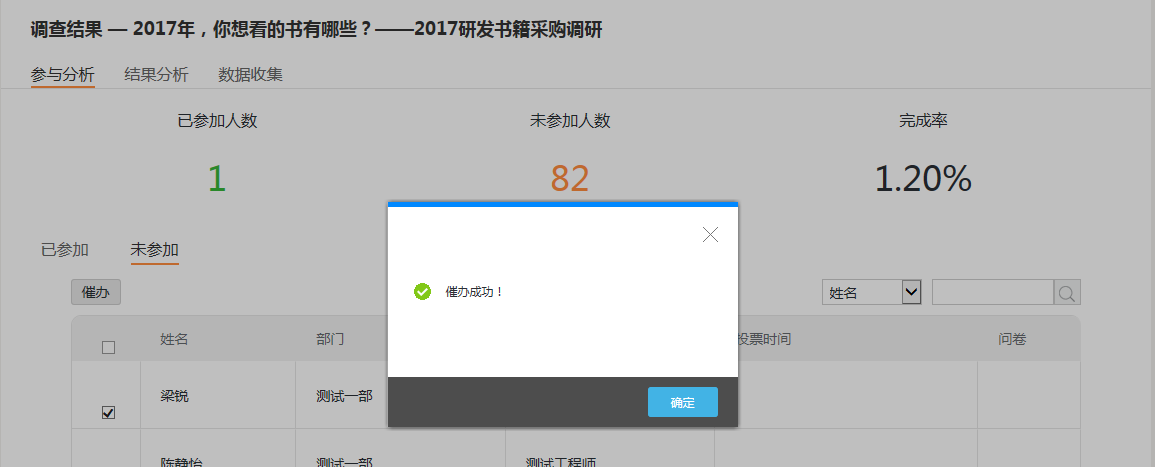 调查结果 — 2017年，你想看的书有哪些？——2017研发书籍采购调研
参与分析 结果分析 数据收集
已参加人数 未参加人数 完成率
1 82 1.20%
已参加 未参加
催办 姓名
催办成功！
姓名 部门 投票时间 问卷
确定
梁锐 测试一部
陈静怡 测试一部 测试工程师